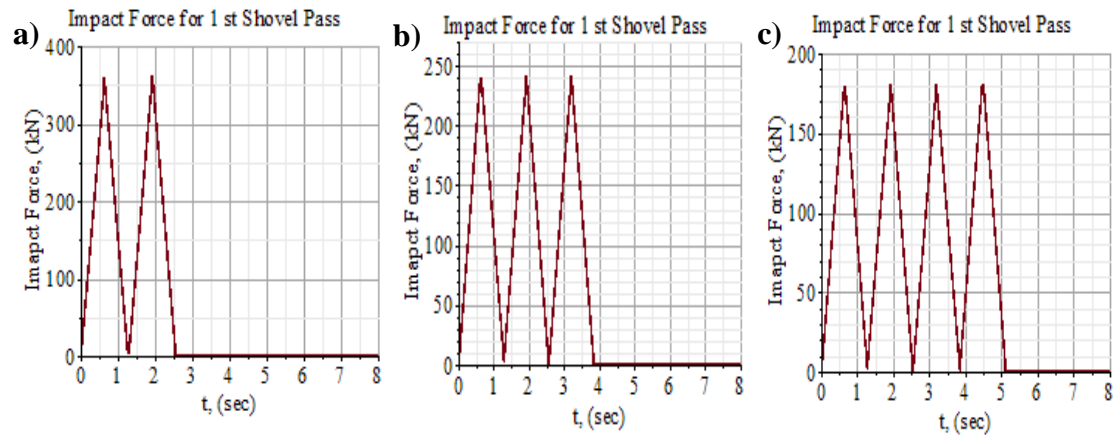 a)
Impact Force for 1 st Shovel Pass
Imapct Force, (kN)
400
300
200
100
0
0 1 2 3 4 5 6 7 8
t, (sec)
b)
Impact Force for 1 st Shovel Pass
Imapct Force, (kN)
250
200
150
100
50
0
0 1 2 3 4 5 6 7 8
t, (sec)
c)
Impact Force for 1 st Shovel Pass
Imapct Force, (kN)
200
150
100
50
0
0 1 2 3 4 5 6 7 8
t, (sec)